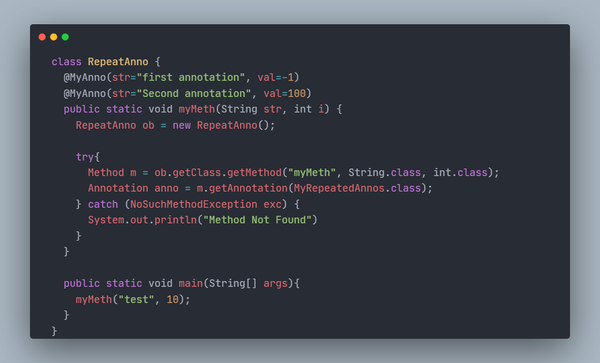 class RepeatAnno {
@MyAnno(str="first annotation", val=-1)
@MyAnno(str="Second annotation", val=100)
public static void myMeth(String str, int i) {
RepeatAnno ob = new RepeatAnno();
try{
Method m = ob.getClass.getMethod("myMeth", String.class, int.class);
Annotation anno = m.getAnnotation(MyRepeatedAnnos.class);
} catch (NoSuchMethodException exc) {
System.out.println("Method Not Found")
}
}
public static void main(String[] args){
myMeth("test", 10);
}
}